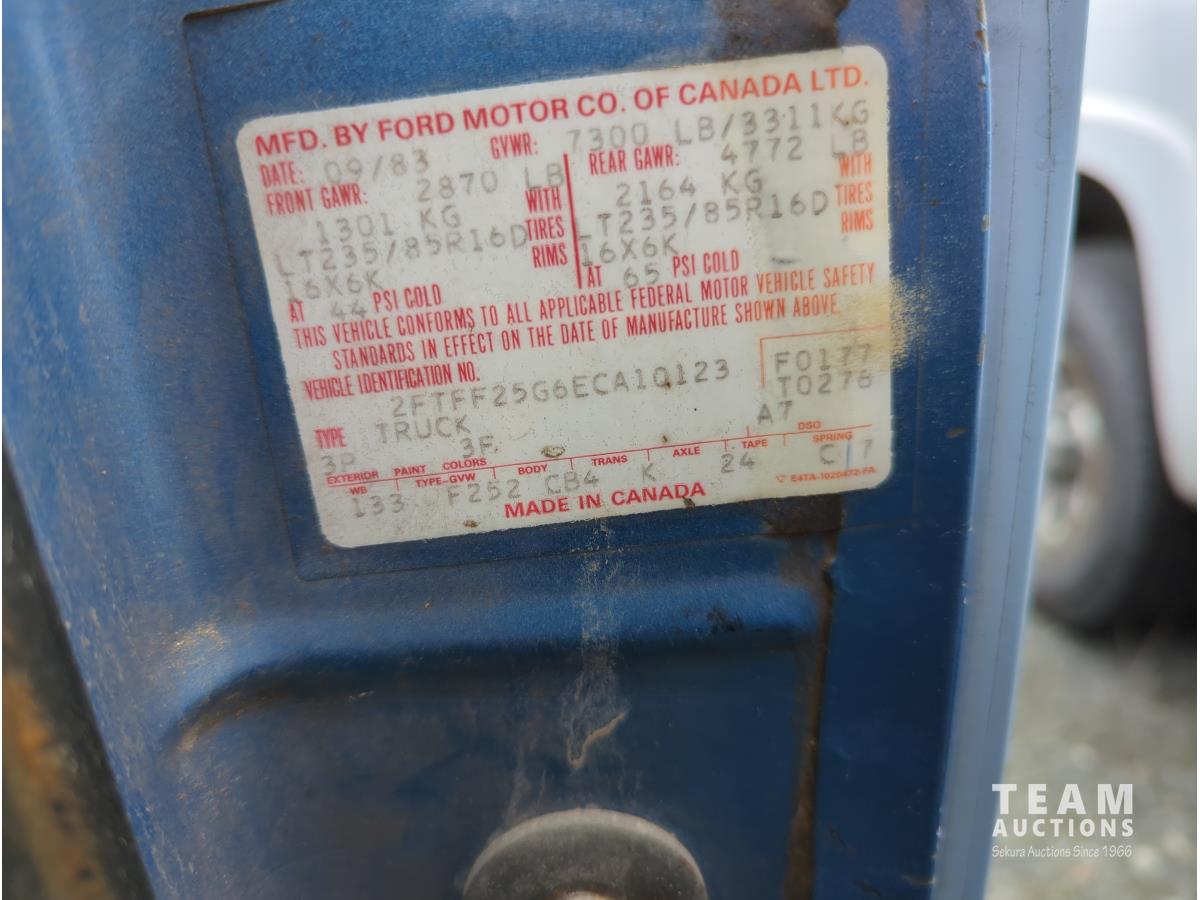 MFD. BY FORD MOTOR CO. OF CANADA LTD.
DATE: 09/83 GVWR: 7300 LB/3311KG
FRONT GAWR: 2870 LB REAR GAWR: 4772 LB
1301 KG WITH 2164 KG WITH
LT235/85R16D TIRES LT235/85R16D TIRES
16X6K RIMS 16X6K RIMS
AT 44 PSI COLD AT 65 PSI COLD
THIS VEHICLE CONFORMS TO ALL APPLICABLE FEDERAL MOTOR VEHICLE SAFETY
STANDARDS IN EFFECT ON THE DATE OF MANUFACTURE SHOWN ABOVE.
VEHICLE IDENTIFICATION NO. F0177
2FTFF25G6ECA10123 T0276
TYPE TRUCK A7
3P 3F DSO
EXTERIOR PAINT COLORS
WB TYPE-GVW BODY TRANS AXLE TAPE SPRING
133 F252 CB4 K 24 C 7
MADE IN CANADA E4TA-1020472-FA
TEAM
AUCTIONS
Sekura Auctions Since 1966